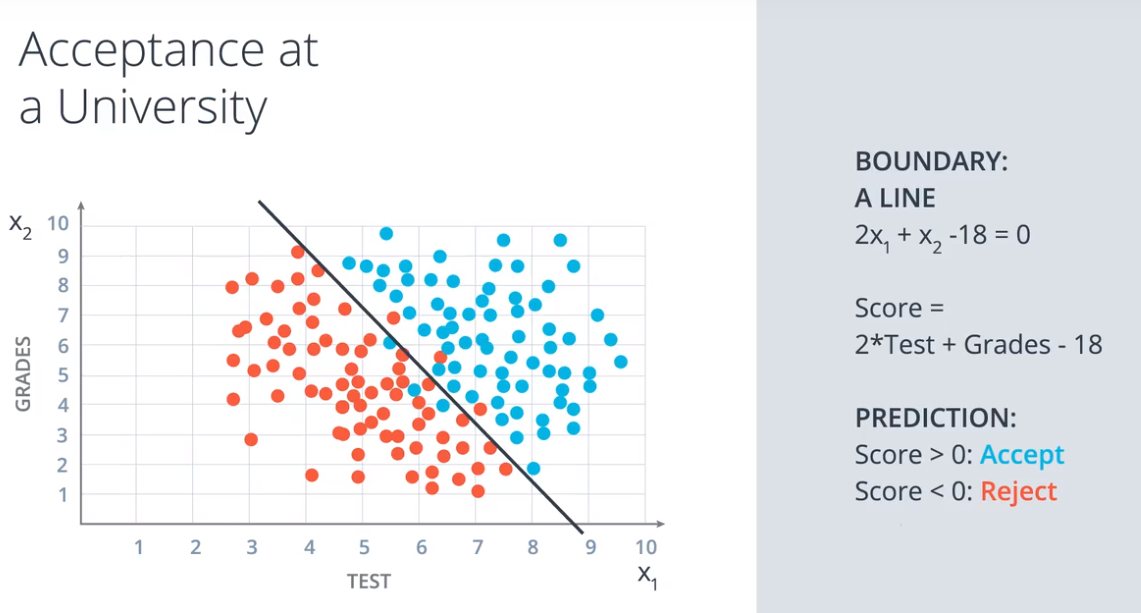 Acceptance at
a University
x₂
10
9
8
7
6
5
4
3
2
1
GRADES
1 2 3 4 5 6 7 8 9 10
TEST
x₁
BOUNDARY:
A LINE
2x₁ + x₂ -18 = 0
Score =
2*Test + Grades - 18
PREDICTION:
Score > 0: Accept
Score < 0: Reject